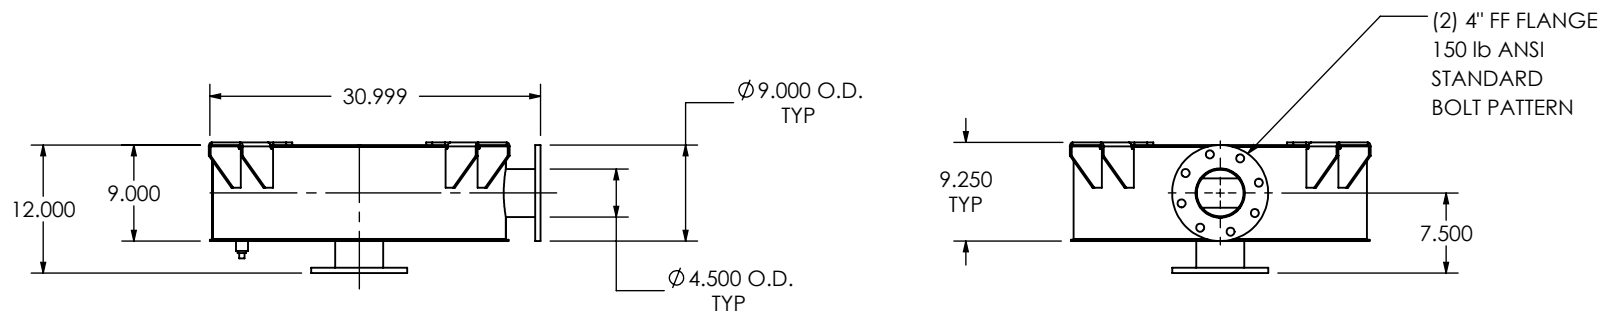 (2) 4" FF FLANGE
150 lb ANSI
STANDARD
BOLT PATTERN
30.999
Ø9.000 O.D.
TYP
9.000
12.000
Ø4.500 O.D.
TYP
9.250
TYP
7.500